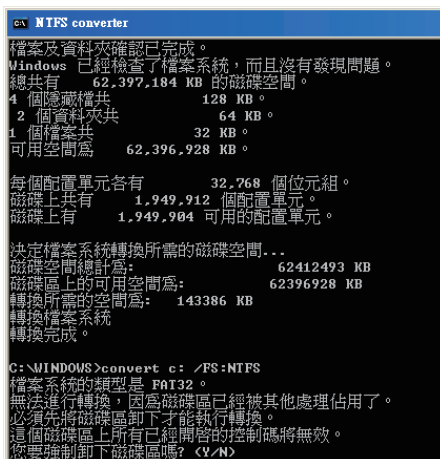 NTFS converter
檔案及資料夾確認已完成。
Windows 已經檢查了檔案系統，而且沒有發現問題。
總共有 62,397,184 KB 的磁碟空間。
4 個隱藏檔共 128 KB。
2 個資料夾共 64 KB。
1 個檔案共 32 KB。
可用空間為 62,396,928 KB。
每個配置單元各有 32,768 個位元組。
磁碟上共有 1,949,912 個配置單元。
磁碟上有 1,949,904 可用的配置單元。
決定檔案系統轉換所需的磁碟空間...
磁碟空間總計為: 62412493 KB
磁碟區上的可用空間為: 62396928 KB
轉換所需的空間為: 143386 KB
轉換檔案系統
轉換完成。
C:\WINDOWS>convert c: /FS:NTFS
檔案系統的類型是 FAT32。
無法進行轉換，因為磁碟區已經被其他處理佔用了。
必須先將磁碟區卸下才能執行轉換。
這個磁碟區上所有已經開啟的控制碼將無效。
您要強制卸下磁碟區嗎? (Y/N)